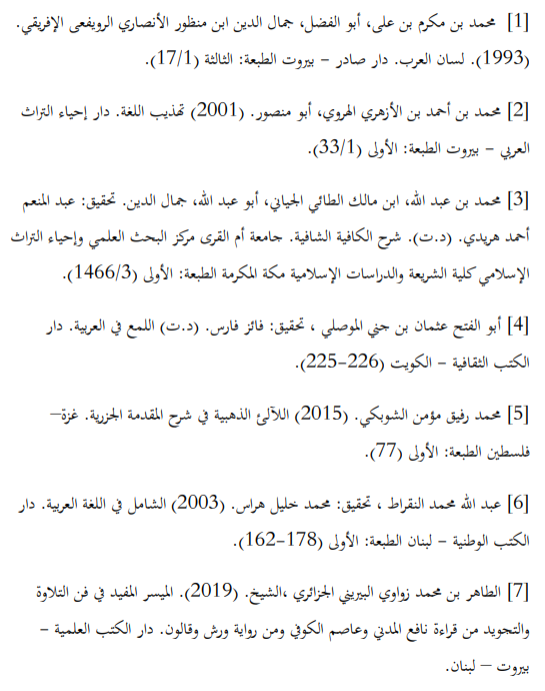 [1] محمد بن مكرم بن على، أبو الفضل، جمال الدين ابن منظور الأنصاري الرويفعى الإفريقي.
(1993). لسان العرب. دار صادر – بيروت الطبعة: الثالثة (17/1).
[2] محمد بن أحمد بن الأزهري الهروي، أبو منصور. (2001) تهذيب اللغة. دار إحياء التراث
العربي – بيروت الطبعة: الأولى (33/1).
[3] محمد بن عبد الله، ابن مالك الطائي الجياني، أبو عبد الله، جمال الدين. تحقيق: عبد المنعم
أحمد هريدي. (د.ت). شرح الكافية الشافية. جامعة أم القرى مركز البحث العلمي وإحياء التراث
الإسلامي كلية الشريعة والدراسات الإسلامية مكة المكرمة الطبعة: الأولى (1466/3).
[4] أبو الفتح عثمان بن جني الموصلي ، تحقيق: فائز فارس. (د.ت) اللمع في العربية. دار
الكتب الثقافية – الكويت (226-225).
[5] محمد رفيق مؤمن الشوبكي. (2015) اللآلئ الذهبية في شرح المقدمة الجزرية. غزة–
فلسطين الطبعة: الأولى (77).
[6] عبد الله محمد النقراط ، تحقيق: محمد خليل هراس. (2003) الشامل في اللغة العربية. دار
الكتب الوطنية – لبنان الطبعة: الأولى (178-162).
[7] الطاهر بن محمد زواوي البيريني الجزائري ،الشيخ. (2019). الميسر المفيد في فن التلاوة
والتجويد من قراءة نافع المدني وعاصم الكوفي ومن رواية ورش وقالون. دار الكتب العلمية –
بيروت – لبنان.